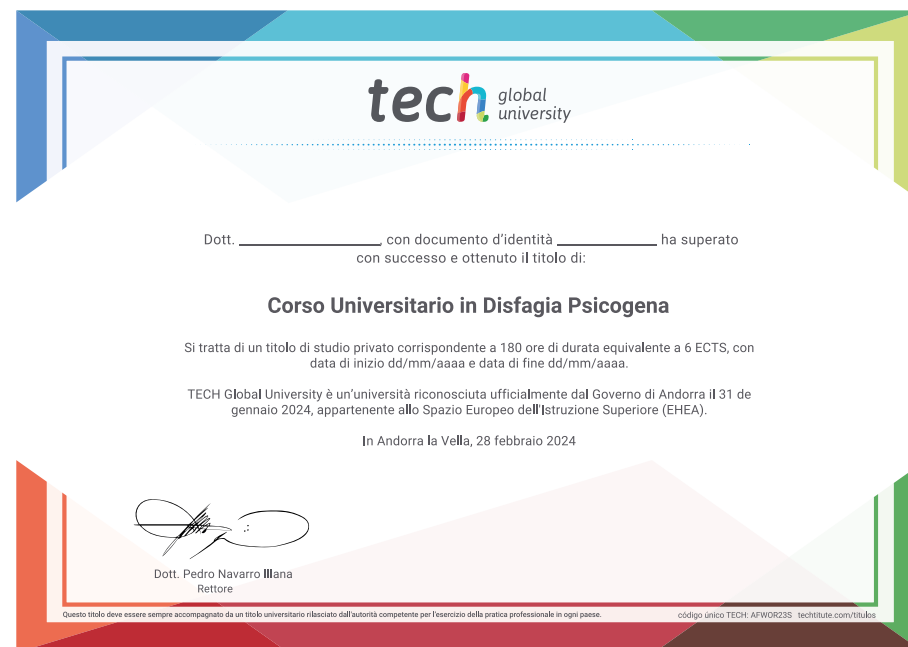 tech global university
Dott. ____________, con documento d'identità ____________ ha superato
con successo e ottenuto il titolo di:
Corso Universitario in Disfagia Psicogena
Si tratta di un titolo di studio privato corrispondente a 180 ore di durata equivalente a 6 ECTS, con
data di inizio dd/mm/aaaa e data di fine dd/mm/aaaa.
TECH Global University è un'università riconosciuta ufficialmente dal Governo di Andorra il 31 de
gennaio 2024, appartenente allo Spazio Europeo dell'Istruzione Superiore (EHEA).
In Andorra la Vella, 28 febbraio 2024
Dott. Pedro Navarro Illana
Rettore
Questo titolo deve essere sempre accompagnato da un titolo universitario rilasciato dall'autorità competente per l'esercizio della pratica professionale in ogni paese.
código único TECH: AFWOR23S techtitute.com/titulos